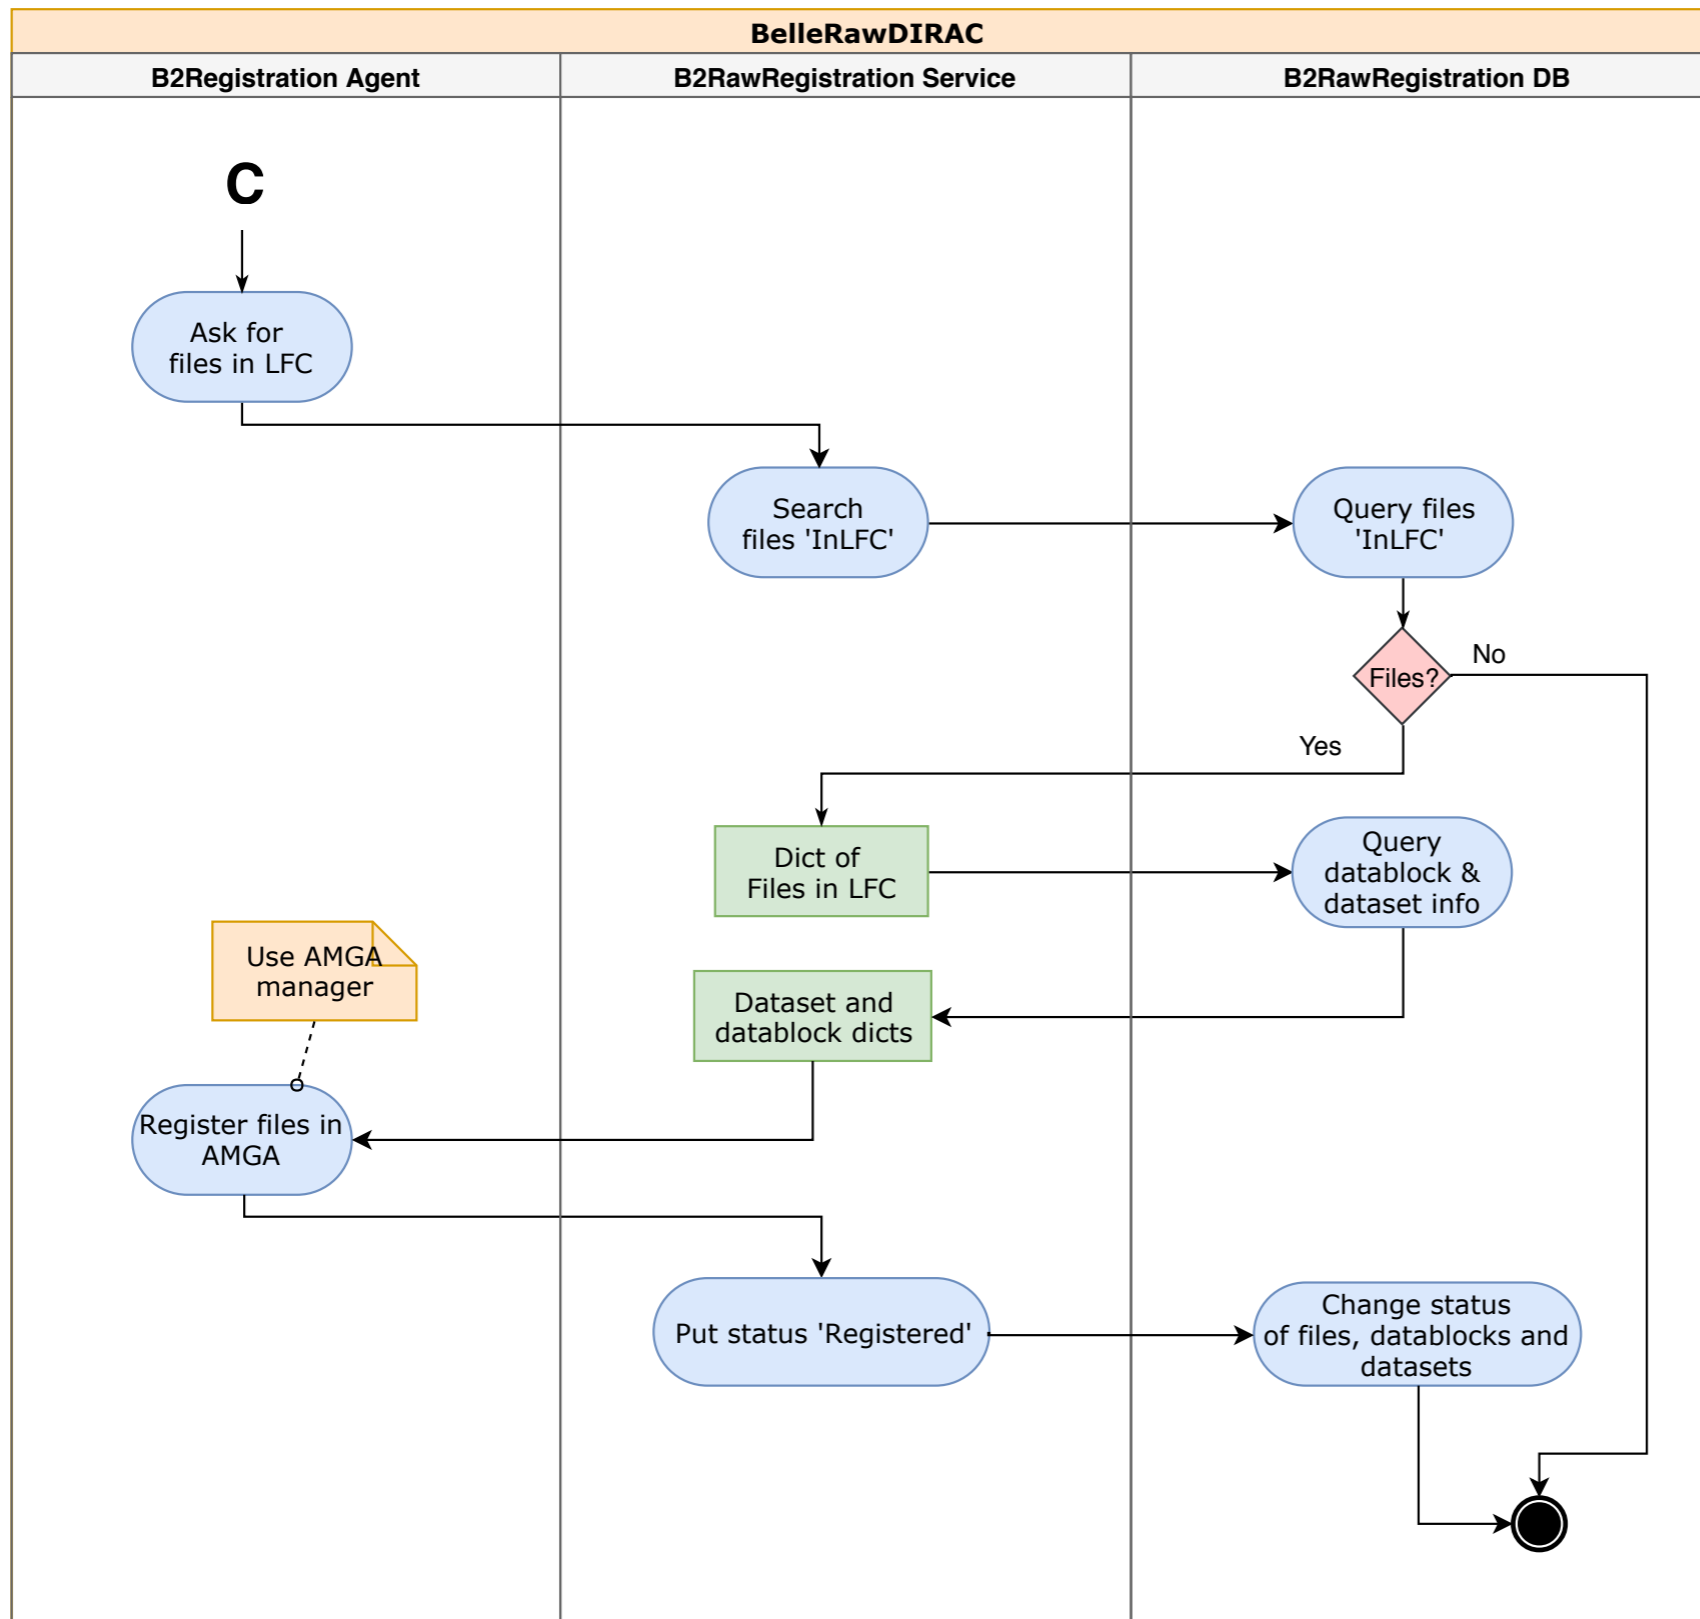 BelleRawDIRAC
B2Registration Agent
B2RawRegistration Service
B2RawRegistration DB
C
Ask for
files in LFC
Search
files 'InLFC'
Query files
'InLFC'
Files?
No
Yes
Dict of
Files in LFC
Query
datablock &
dataset info
Use AMGA
manager
Dataset and
datablock dicts
Register files in
AMGA
Put status 'Registered'
Change status
of files, datablocks and
datasets